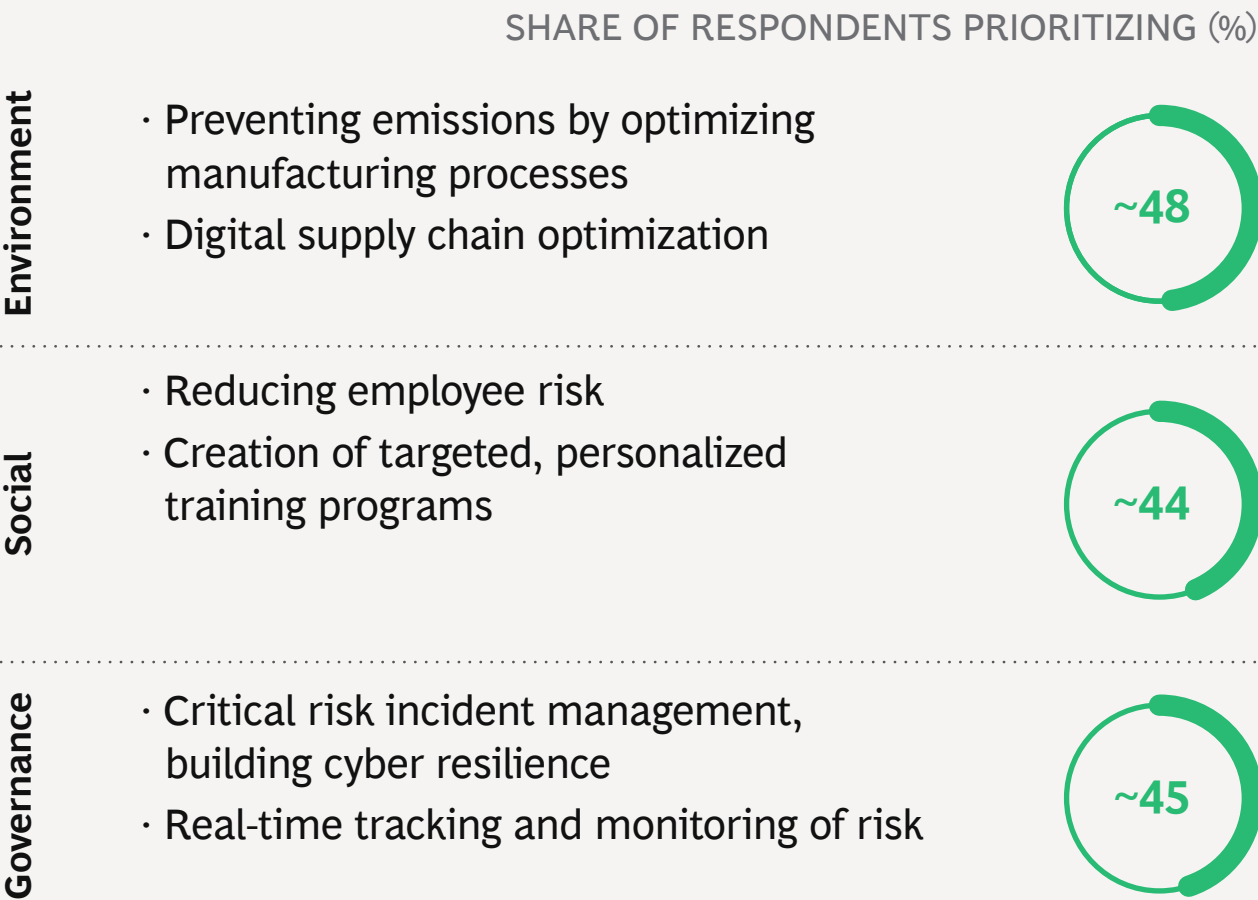 SHARE OF RESPONDENTS PRIORITIZING (%)
Environment
· Preventing emissions by optimizing
manufacturing processes
· Digital supply chain optimization
~48
Social
· Reducing employee risk
· Creation of targeted, personalized
training programs
~44
Governance
· Critical risk incident management,
building cyber resilience
· Real-time tracking and monitoring of risk
~45